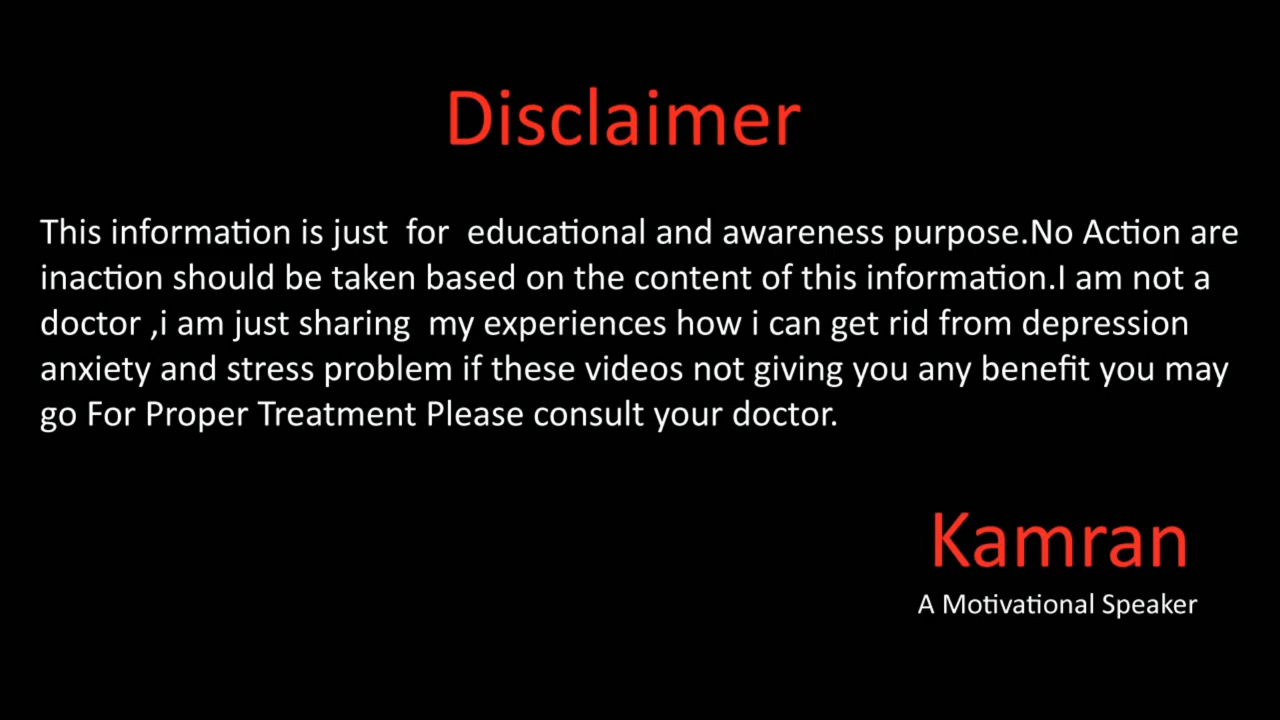 Disclaimer
This information is just  for  educational and awareness purpose.No Action are
inaction should be taken based on the content of this information.I am not a
doctor ,i am just sharing  my experiences how i can get rid from depression
anxiety and stress problem if these videos not giving you any benefit you may
go For Proper Treatment Please consult your doctor.
Kamran
A Motivational Speaker